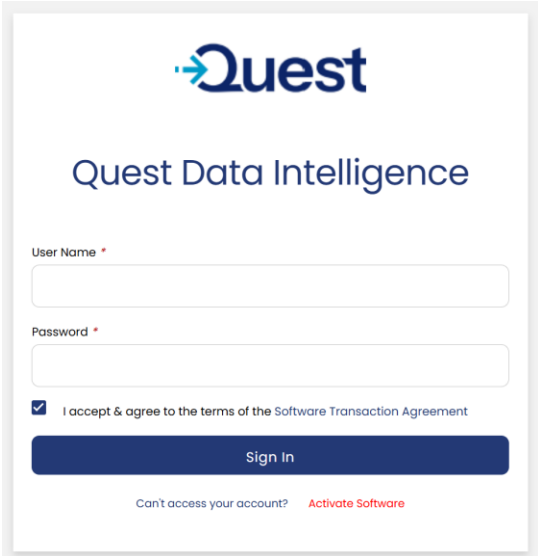 Quest
Quest Data Intelligence
User Name *
Password *
I accept & agree to the terms of the Software Transaction Agreement
Sign In
Can't access your account? Activate Software